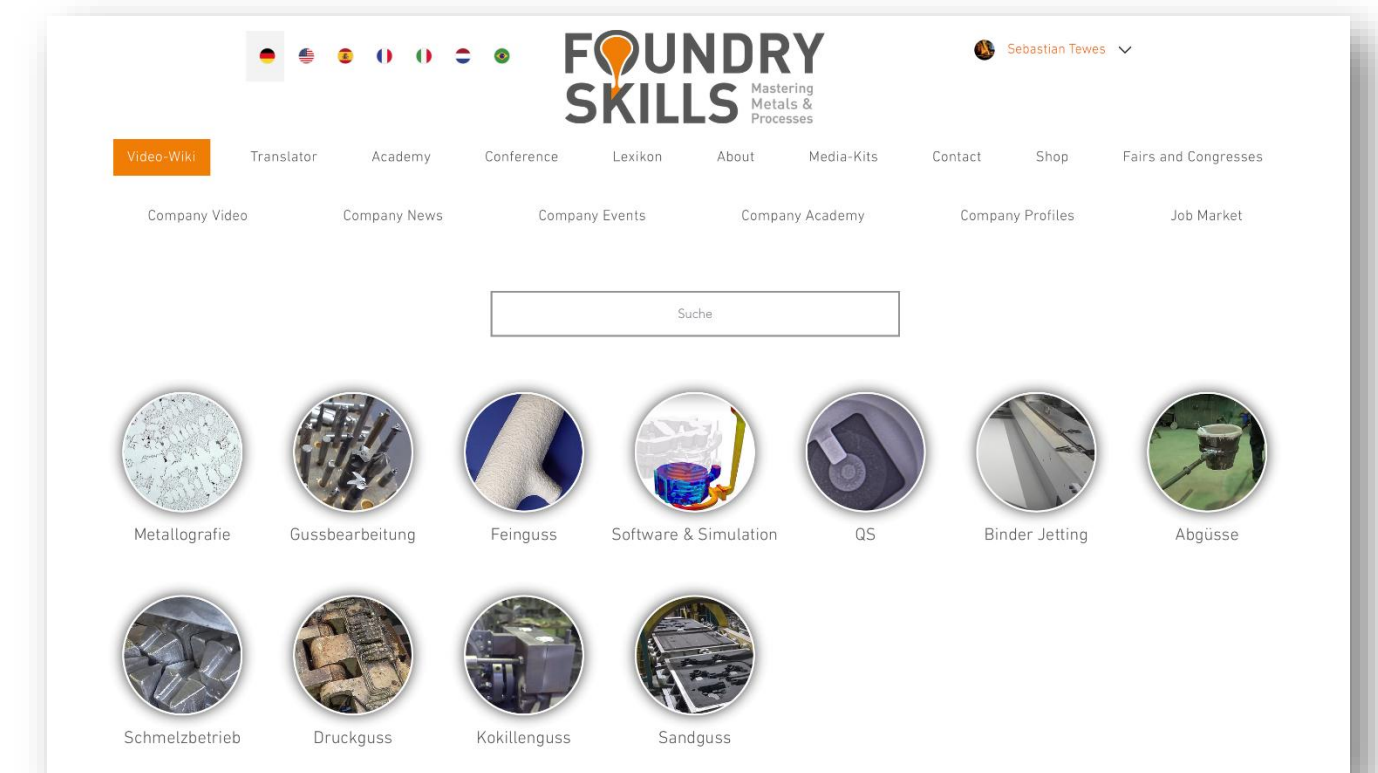 FOUNDRY
SKILLS
Mastering
Metals &
Processes
Sebastian Tewes
Video-Wiki Translator Academy Conference Lexikon About Media-Kits Contact Shop Fairs and Congresses
Company Video Company News Company Events Company Academy Company Profiles Job Market
Suche
Metallografie Gussbearbeitung Feinguss Software & Simulation QS Binder Jetting Abgüsse
Schmelzbetrieb Druckguss Kokillenguss Sandguss